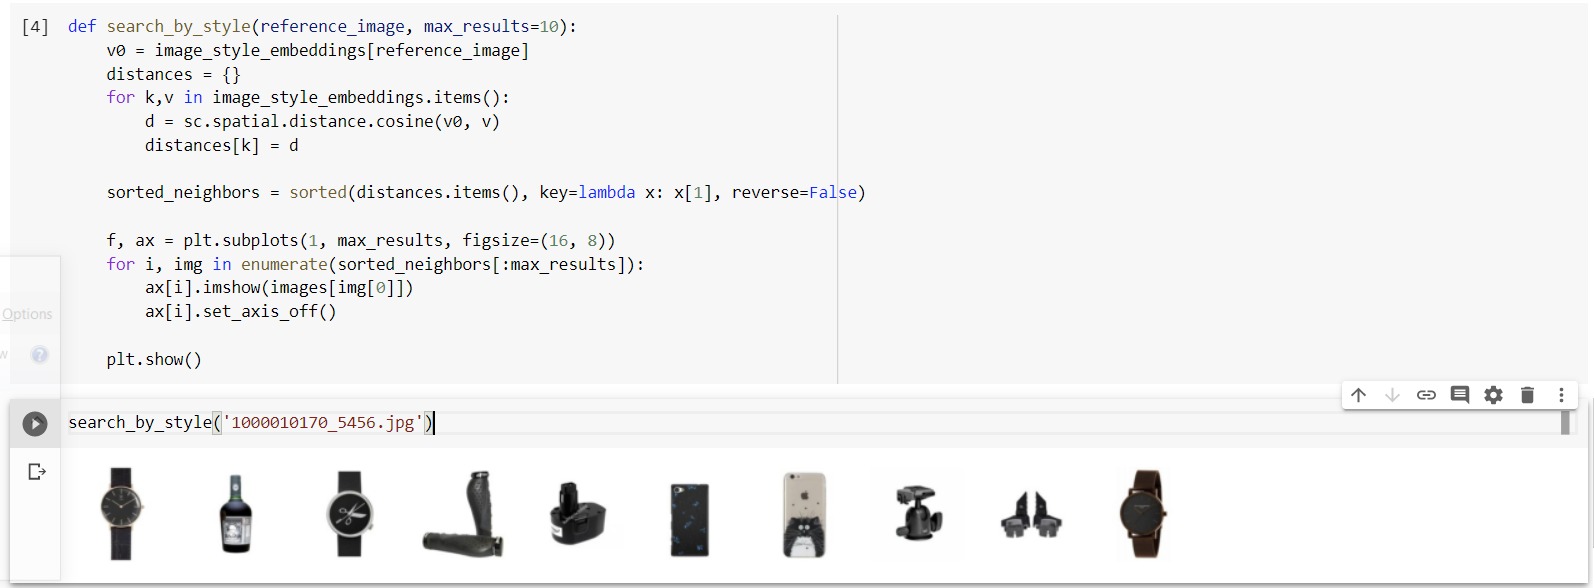 [4] def search_by_style(reference_image, max_results=10):
v0 = image_style_embeddings[reference_image]
distances = {}
for k,v in image_style_embeddings.items():
d = sc.spatial.distance.cosine(v0, v)
distances[k] = d
sorted_neighbors = sorted(distances.items(), key=lambda x: x[1], reverse=False)
f, ax = plt.subplots(1, max_results, figsize=(16, 8))
for i, img in enumerate(sorted_neighbors[:max_results]):
ax[i].imshow(images[img[0]])
ax[i].set_axis_off()
Options
w ?
plt.show()
search_by_style('1000010170_5456.jpg')